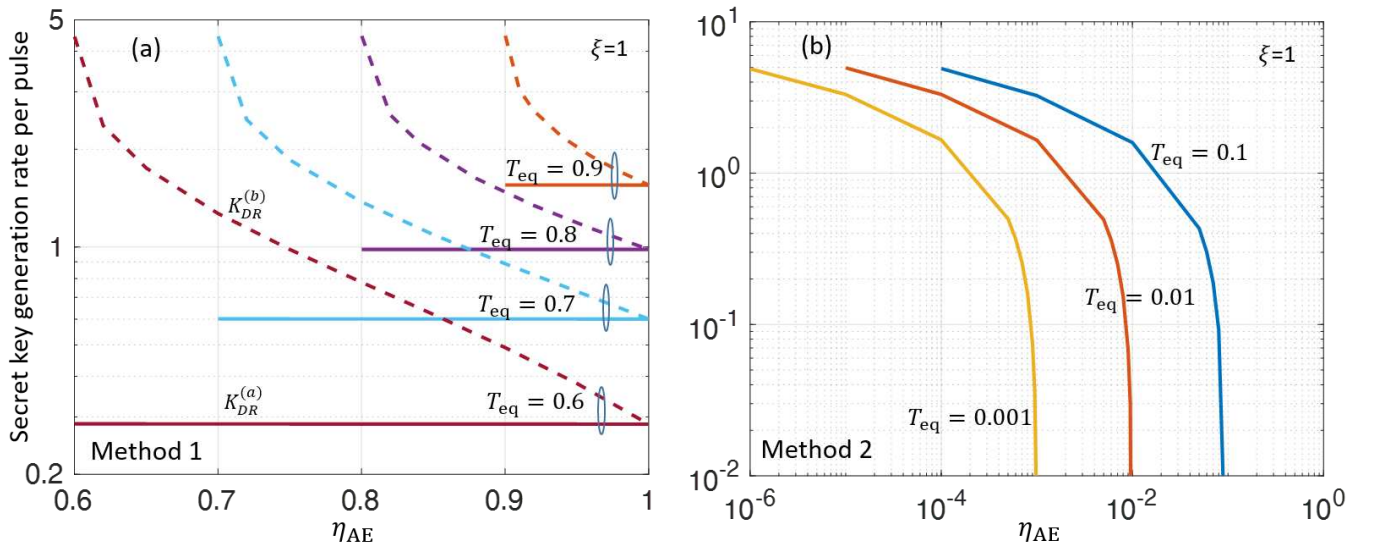 Secret key generation rate per pulse
5
1
0.2
(a)
ξ=1
T_eq = 0.9
K_DR^(b)
T_eq = 0.8
T_eq = 0.7
K_DR^(a)
T_eq = 0.6
Method 1
0.6 0.7 0.8 0.9 1
η_AE
10^1
10^0
10^-1
10^-2
(b)
ξ=1
T_eq = 0.1
T_eq = 0.01
T_eq = 0.001
Method 2
10^-6 10^-4 10^-2 10^0
η_AE